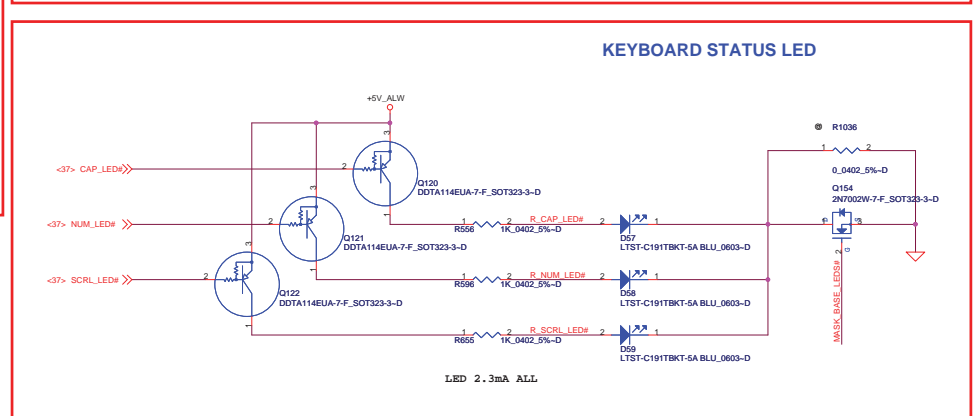 KEYBOARD STATUS LED
+5V_ALW
@ R1036
1 2
0_0402_5%~D
<37> CAP_LED#
2
3
Q120
DDTA114EUA-7-F_SOT323-3~D
1
Q154
2N7002W-7-F_SOT323-3~D
1 3
2
G
MASK_BASE_LEDS#
<37> NUM_LED#
2
3
Q121
DDTA114EUA-7-F_SOT323-3~D
1
1 2
R556
1K_0402_5%~D
R_CAP_LED#
2 1
D57
LTST-C191TBKT-5A BLU_0603~D
<37> SCRL_LED#
2
3
Q122
DDTA114EUA-7-F_SOT323-3~D
1
1 2
R596
1K_0402_5%~D
R_NUM_LED#
2 1
D58
LTST-C191TBKT-5A BLU_0603~D
1 2
R655
1K_0402_5%~D
R_SCRL_LED#
2 1
D59
LTST-C191TBKT-5A BLU_0603~D
LED 2.3mA ALL